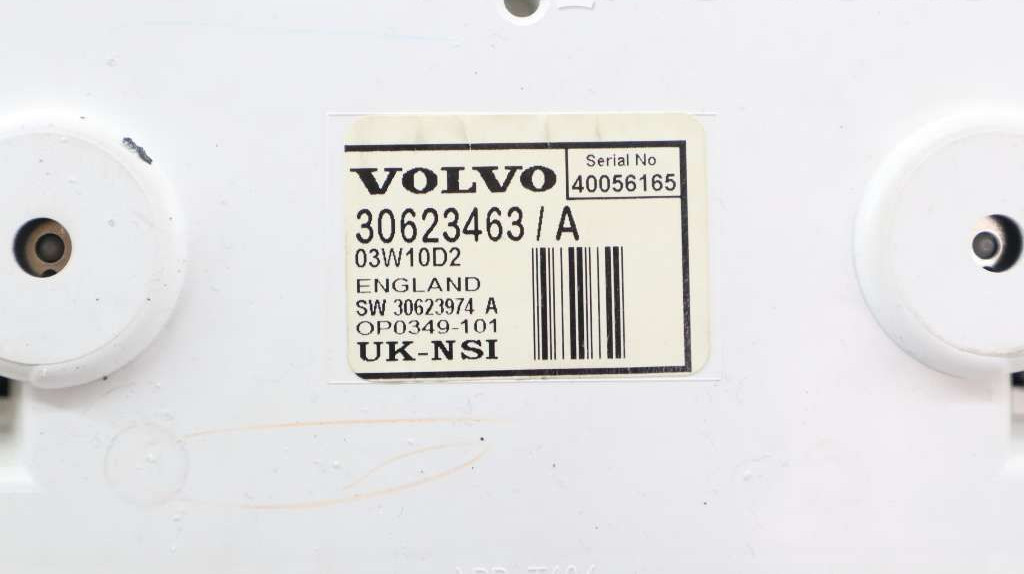 VOLVO
Serial No
40056165
30623463 / A
03W10D2
ENGLAND
SW 30623974 A
OP0349-101
UK-NSI